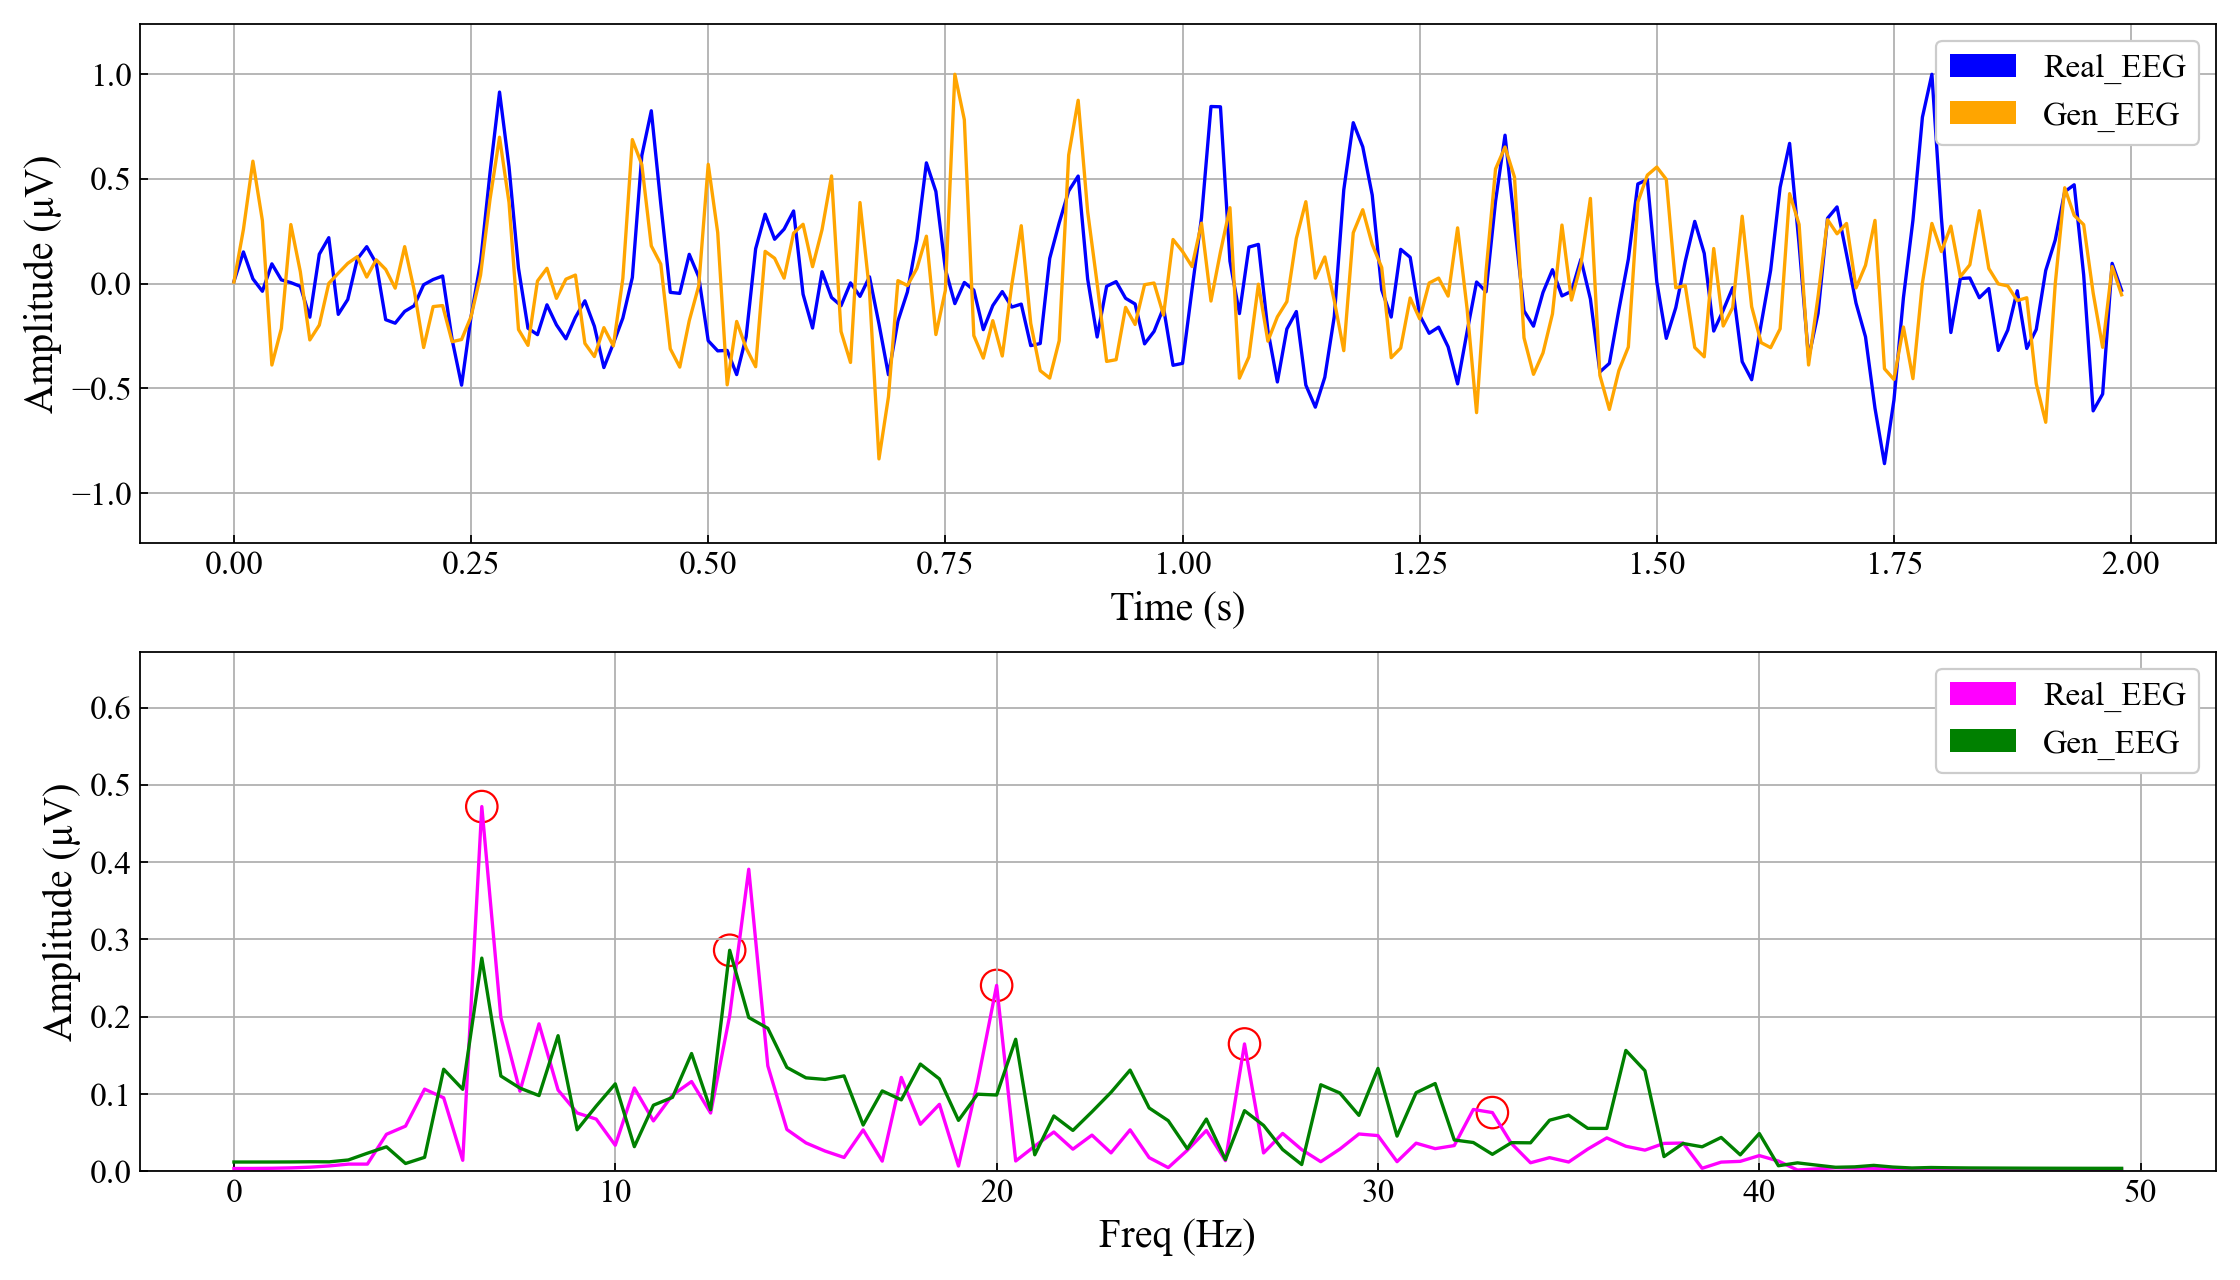 Amplitude (μV)
1.0
0.5
0.0
−0.5
−1.0
Real_EEG
Gen_EEG
0.00 0.25 0.50 0.75 1.00 1.25 1.50 1.75 2.00
Time (s)
Amplitude (μV)
0.6
0.5
0.4
0.3
0.2
0.1
0.0
Real_EEG
Gen_EEG
0 10 20 30 40 50
Freq (Hz)